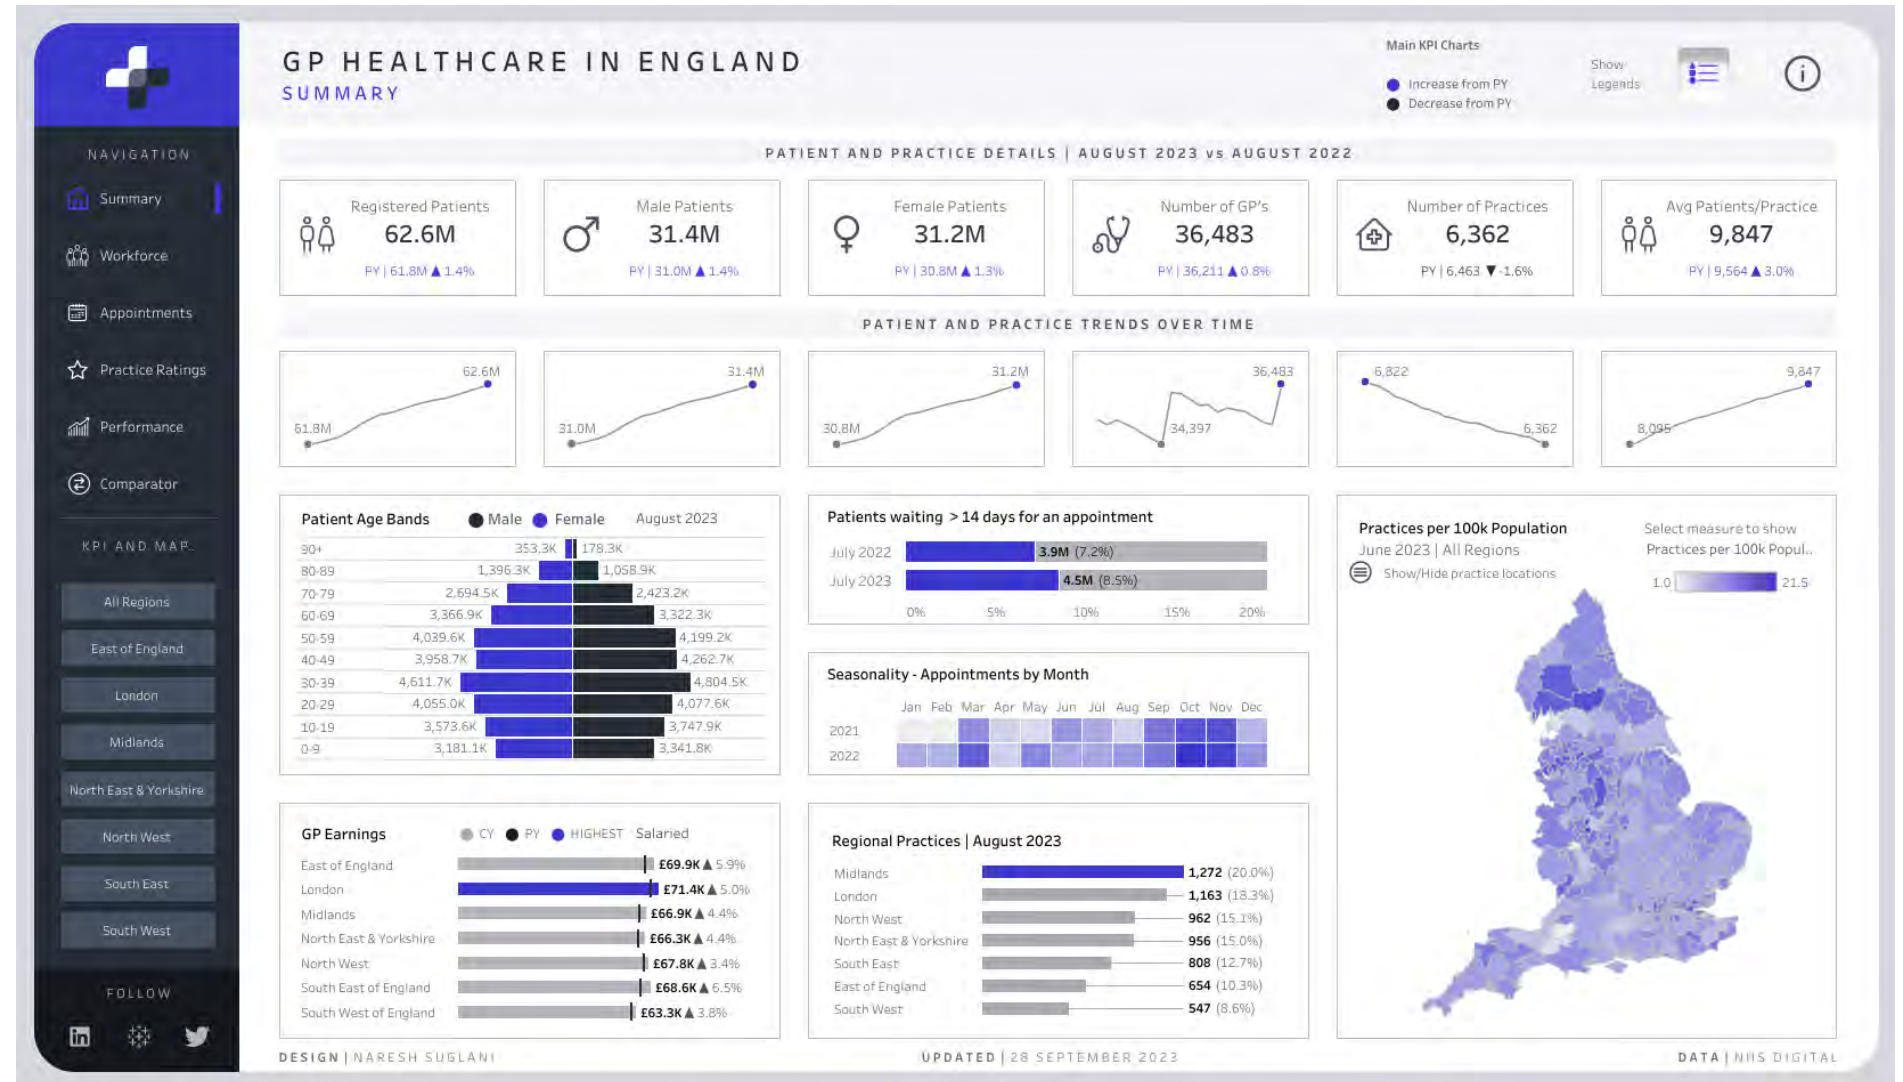 GP HEALTHCARE IN ENGLAND
SUMMARY
Main KPI Charts
Increase from PY
Decrease from PY
Show
Legends
i
NAVIGATION
Summary
Workforce
Appointments
Practice Ratings
Performance
Comparator
KPI AND MAP
All Regions
East of England
London
Midlands
North East & Yorkshire
North West
South East
South West
FOLLOW
PATIENT AND PRACTICE DETAILS | AUGUST 2023 vs AUGUST 2022
Registered Patients
62.6M
PY | 61.8M ▲ 1.4%
Male Patients
31.4M
PY | 31.0M ▲ 1.4%
Female Patients
31.2M
PY | 30.8M ▲ 1.3%
Number of GP's
36,483
PY | 36,211 ▲ 0.8%
Number of Practices
6,362
PY | 6,463 ▼ -1.6%
Avg Patients/Practice
9,847
PY | 9,564 ▲ 3.0%
PATIENT AND PRACTICE TRENDS OVER TIME
62.6M
61.8M
31.4M
31.0M
31.2M
30.8M
36,483
34,397
6,822
6,362
9,847
8,095
Patient Age Bands Male Female August 2023
90+ 353.3K 178.3K
80-89 1,396.3K 1,058.9K
70-79 2,694.5K 2,423.2K
60-69 3,366.9K 3,322.3K
50-59 4,039.6K 4,199.2K
40-49 3,958.7K 4,262.7K
30-39 4,611.7K 4,804.5K
20-29 4,055.0K 4,077.6K
10-19 3,573.6K 3,747.9K
0-9 3,181.1K 3,341.8K
Patients waiting > 14 days for an appointment
July 2022 3.9M (7.2%)
July 2023 4.5M (8.5%)
0% 5% 10% 15% 20%
Seasonality - Appointments by Month
Jan Feb Mar Apr May Jun Jul Aug Sep Oct Nov Dec
2021
2022
Practices per 100k Population
June 2023 | All Regions
Show/Hide practice locations
Select measure to show
Practices per 100k Popul..
1.0 21.5
GP Earnings CY PY HIGHEST Salaried
East of England £69.9K ▲ 5.9%
London £71.4K ▲ 5.0%
Midlands £66.9K ▲ 4.4%
North East & Yorkshire £66.3K ▲ 4.4%
North West £67.8K ▲ 3.4%
South East of England £68.6K ▲ 6.5%
South West of England £63.3K ▲ 3.8%
Regional Practices | August 2023
Midlands 1,272 (20.0%)
London 1,163 (18.3%)
North West 962 (15.1%)
North East & Yorkshire 956 (15.0%)
South East 808 (12.7%)
East of England 654 (10.3%)
South West 547 (8.6%)
DESIGN | NARESH SUGLANI
UPDATED | 28 SEPTEMBER 2023
DATA | NHS DIGITAL